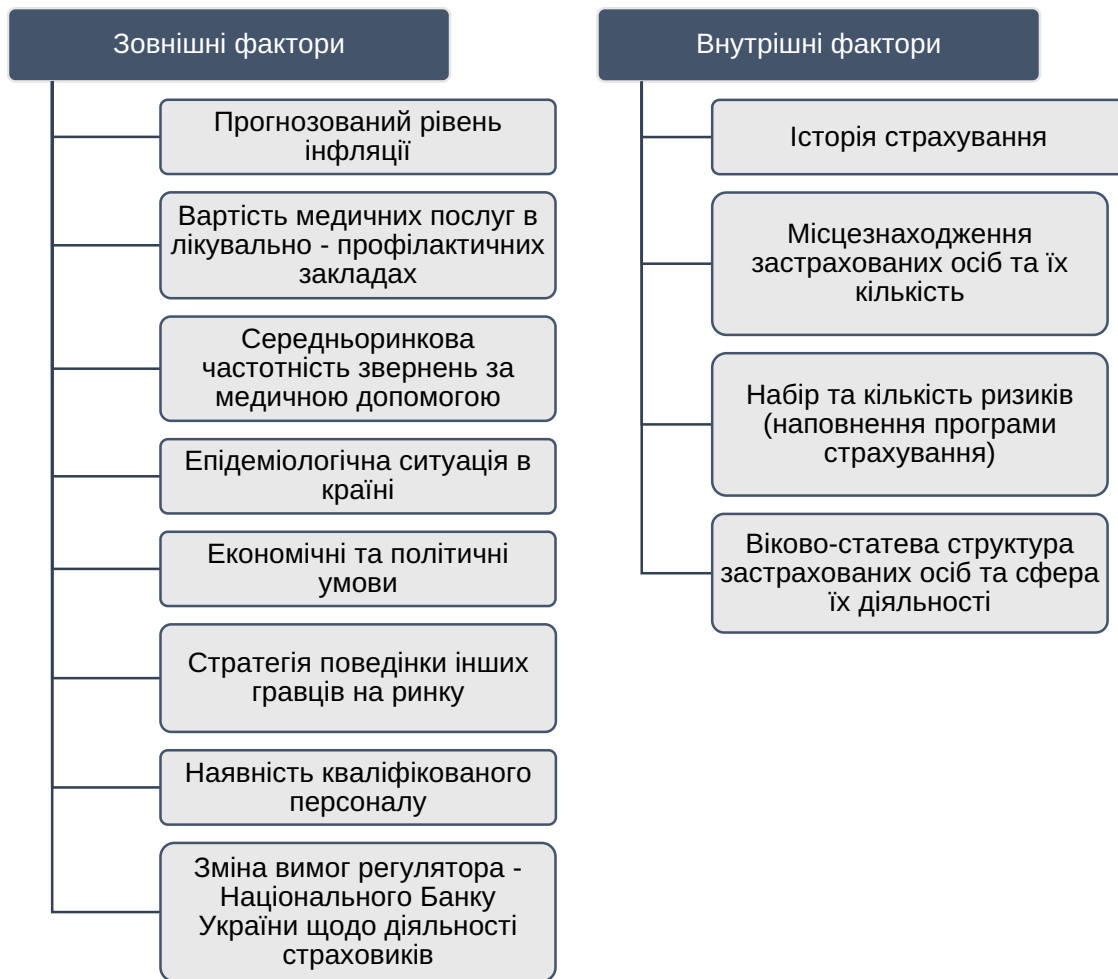 Зовнішні фактори
Прогнозований рівень
інфляції
Вартість медичних послуг в
лікувально - профілактичних
закладах
Середньоринкова
частотність звернень за
медичною допомогою
Епідеміологічна ситуація в
країні
Економічні та політичні
умови
Стратегія поведінки інших
гравців на ринку
Наявність кваліфікованого
персоналу
Зміна вимог регулятора -
Національного Банку
України щодо діяльності
страховиків
Внутрішні фактори
Історія страхування
Місцезнаходження
застрахованих осіб та їх
кількість
Набір та кількість ризиків
(наповнення програми
страхування)
Віково-статева структура
застрахованих осіб та сфера
їх діяльності